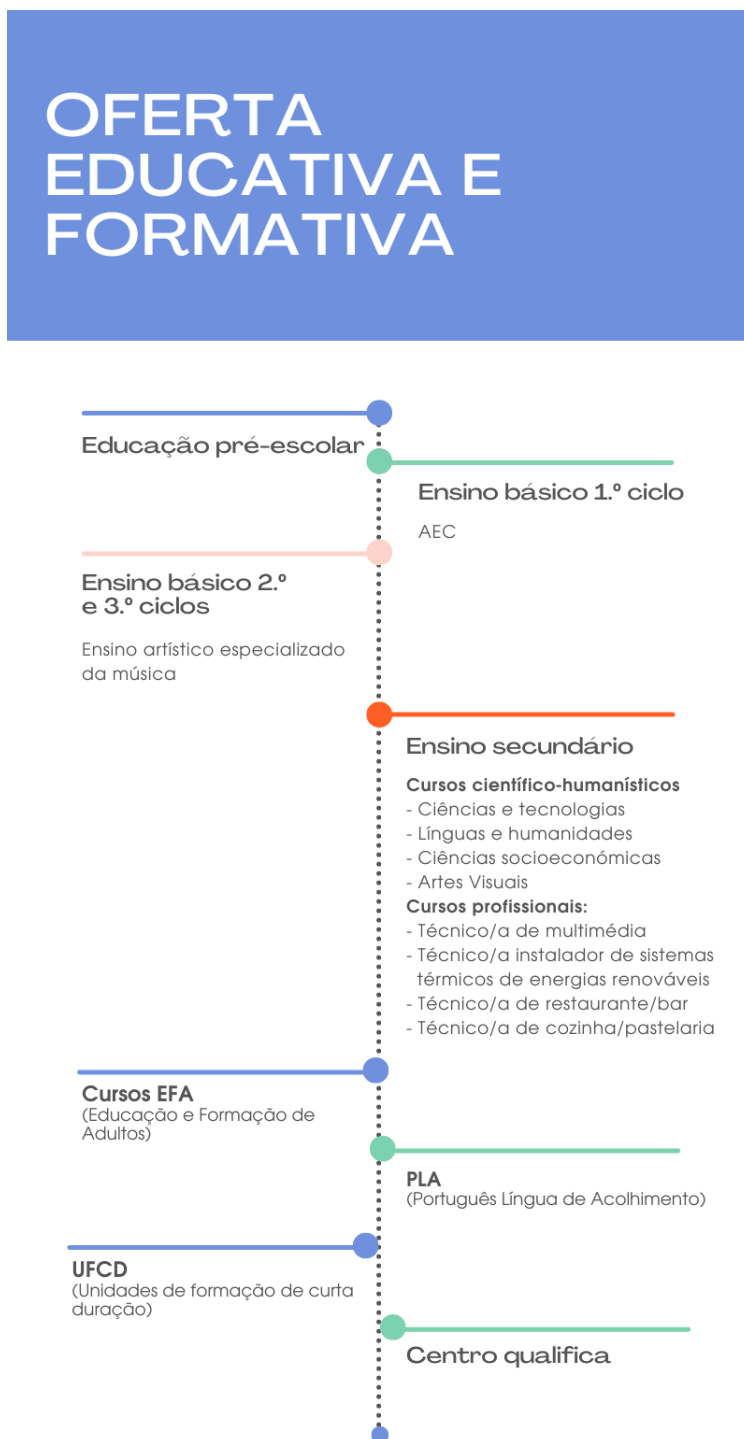 OFERTA
EDUCATIVA E
FORMATIVA
Educação pré-escolar
Ensino básico 1.º ciclo
AEC
Ensino básico 2.º
e 3.º ciclos
Ensino artístico especializado
da música
Ensino secundário
Cursos científico-humanísticos
- Ciências e tecnologias
- Línguas e humanidades
- Ciências socioeconómicas
- Artes Visuais
Cursos profissionais:
- Técnico/a de multimédia
- Técnico/a instalador de sistemas
térmicos de energias renováveis
- Técnico/a de restaurante/bar
- Técnico/a de cozinha/pastelaria
Cursos EFA
(Educação e Formação de
Adultos)
PLA
(Português Língua de Acolhimento)
UFCD
(Unidades de formação de curta
duração)
Centro qualifica